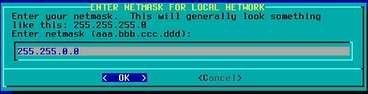 ENTER NETMASK FOR LOCAL NETWORK
Enter your netmask.  This will generally look something
like this: 255.255.255.0
Enter netmask (aaa.bbb.ccc.ddd):
255.255.0.0
<  OK  > <Cancel>